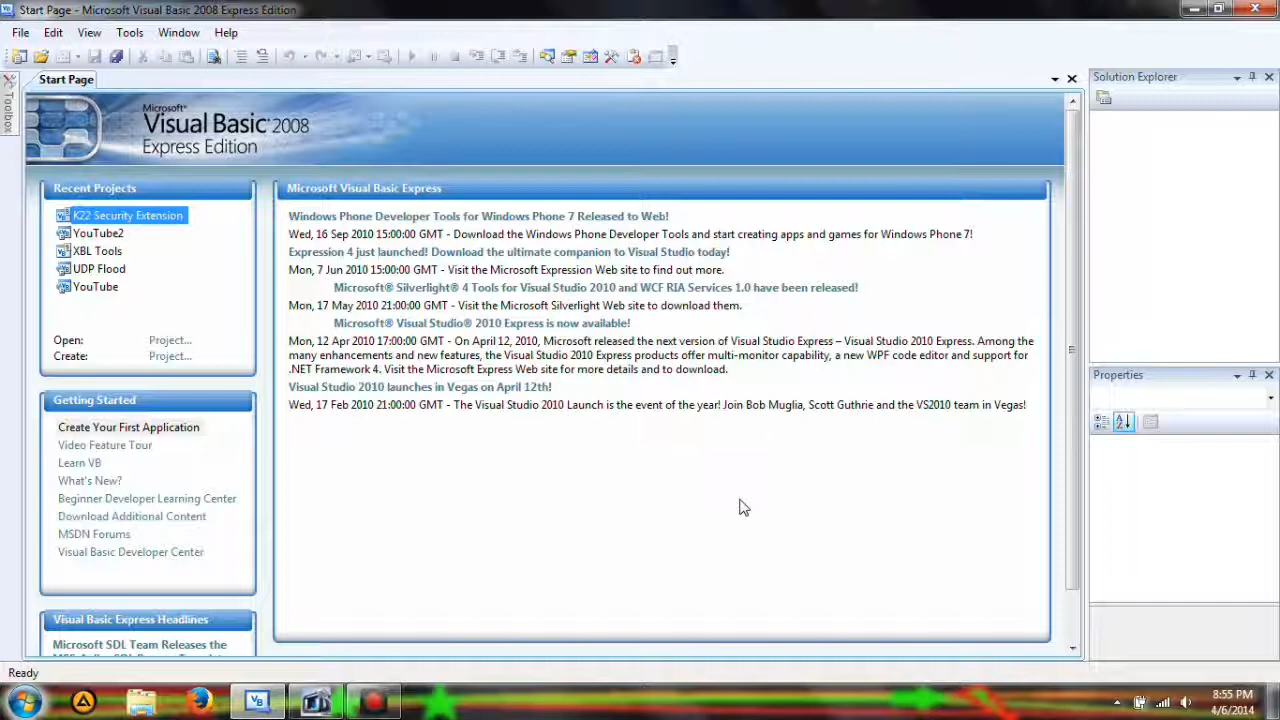 Start Page - Microsoft Visual Basic 2008 Express Edition
File Edit View Tools Window Help
Toolbox
Start Page
Solution Explorer
Microsoft®
Visual Basic® 2008
Express Edition
Recent Projects
K22 Security Extension
YouTube2
XBL Tools
UDP Flood
YouTube
Open: Project...
Create: Project...
Getting Started
Create Your First Application
Video Feature Tour
Learn VB
What's New?
Beginner Developer Learning Center
Download Additional Content
MSDN Forums
Visual Basic Developer Center
Visual Basic Express Headlines
Microsoft SDL Team Releases the
Microsoft Visual Basic Express
Windows Phone Developer Tools for Windows Phone 7 Released to Web!
Wed, 16 Sep 2010 15:00:00 GMT - Download the Windows Phone Developer Tools and start creating apps and games for Windows Phone 7!
Expression 4 just launched! Download the ultimate companion to Visual Studio today!
Mon, 7 Jun 2010 15:00:00 GMT - Visit the Microsoft Expression Web site to find out more.
Microsoft® Silverlight® 4 Tools for Visual Studio 2010 and WCF RIA Services 1.0 have been released!
Mon, 17 May 2010 21:00:00 GMT - Visit the Microsoft Silverlight Web site to download them.
Microsoft® Visual Studio® 2010 Express is now available!
Mon, 12 Apr 2010 17:00:00 GMT - On April 12, 2010, Microsoft released the next version of Visual Studio Express – Visual Studio 2010 Express. Among the
many enhancements and new features, the Visual Studio 2010 Express products offer multi-monitor capability, a new WPF code editor and support for
.NET Framework 4. Visit the Microsoft Express Web site for more details and to download.
Visual Studio 2010 launches in Vegas on April 12th!
Wed, 17 Feb 2010 21:00:00 GMT - The Visual Studio 2010 Launch is the event of the year! Join Bob Muglia, Scott Guthrie and the VS2010 team in Vegas!
Properties
Ready
VB
8:55 PM
4/6/2014